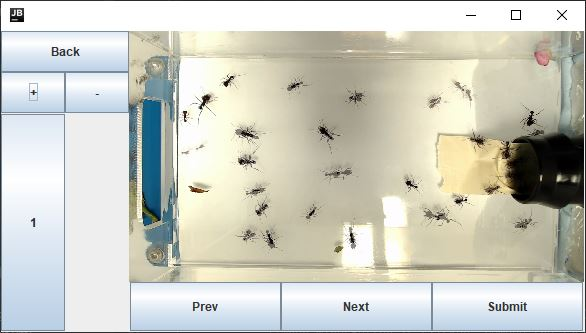 JB
Back
+ -
1
Prev Next Submit